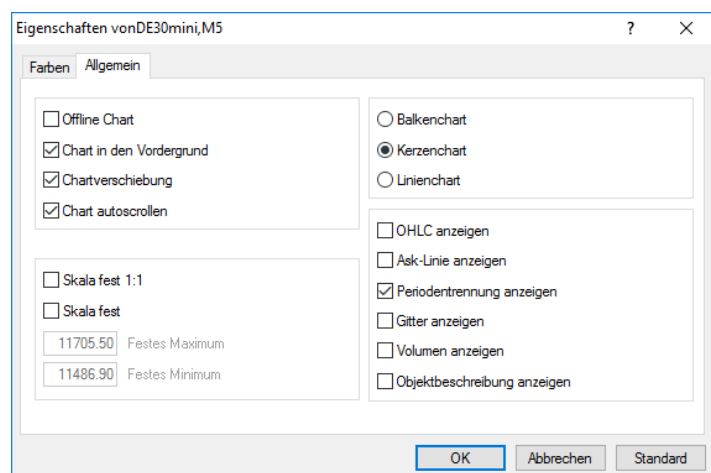 Eigenschaften vonDE30mini,M5
?
Farben
Allgemein
Offline Chart
Chart in den Vordergrund
Chartverschiebung
Chart autoscrollen
Skala fest 1:1
Skala fest
11705.50 Festes Maximum
11486.90 Festes Minimum
Balkenchart
Kerzenchart
Linienchart
OHLC anzeigen
Ask-Linie anzeigen
Periodentrennung anzeigen
Gitter anzeigen
Volumen anzeigen
Objektbeschreibung anzeigen
OK
Abbrechen
Standard